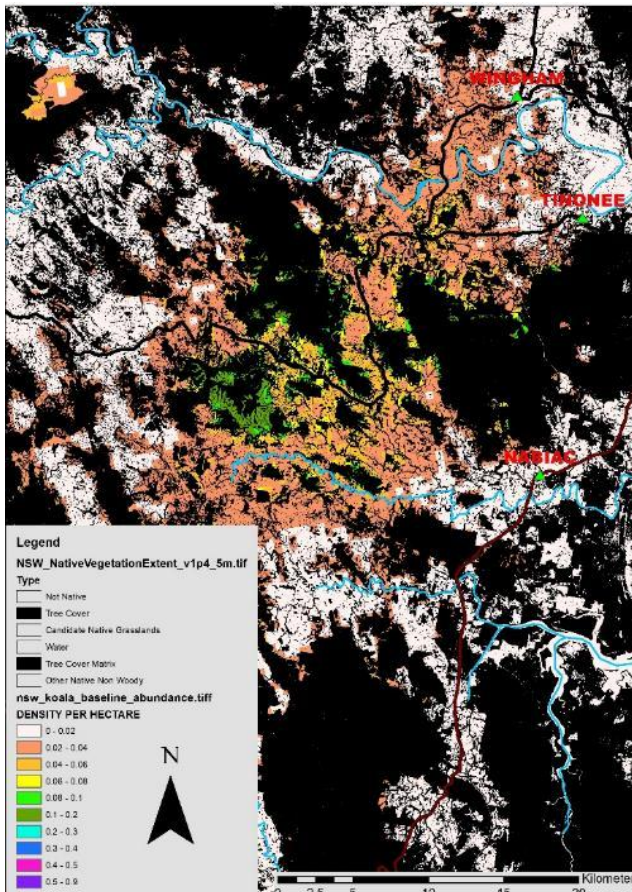 WINGHAM
TINONEE
NABIAC
Legend
NSW_NativeVegetationExtent_v1p4_5m.tif
Type
Not Native
Tree Cover
Candidate Native Grasslands
Water
Tree Cover Matrix
Other Native Non Woody
nsw_koala_baseline_abundance.tiff
DENSITY PER HECTARE
0 - 0.02
0.02 - 0.04
0.04 - 0.06
0.06 - 0.08
0.08 - 0.1
0.1 - 0.2
0.2 - 0.3
0.3 - 0.4
0.4 - 0.5
0.5 - 0.9
N
Kilomete
0 2.5 5 10 15 20